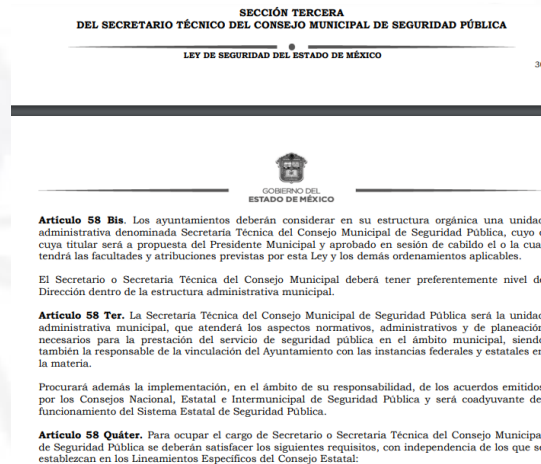 SECCIÓN TERCERA
DEL SECRETARIO TÉCNICO DEL CONSEJO MUNICIPAL DE SEGURIDAD PÚBLICA
LEY DE SEGURIDAD DEL ESTADO DE MÉXICO
GOBIERNO DEL
ESTADO DE MÉXICO
Artículo 58 Bis. Los ayuntamientos deberán considerar en su estructura orgánica una unidad
administrativa denominada Secretaría Técnica del Consejo Municipal de Seguridad Pública, cuyo o
cuya titular será a propuesta del Presidente Municipal y aprobado en sesión de cabildo el o la cua
tendrá las facultades y atribuciones previstas por esta Ley y los demás ordenamientos aplicables.
El Secretario o Secretaria Técnica del Consejo Municipal deberá tener preferentemente nivel de
Dirección dentro de la estructura administrativa municipal.
Artículo 58 Ter. La Secretaría Técnica del Consejo Municipal de Seguridad Pública será la unidad
administrativa municipal, que atenderá los aspectos normativos, administrativos y de planeación
necesarios para la prestación del servicio de seguridad pública en el ámbito municipal, siendo
también la responsable de la vinculación del Ayuntamiento con las instancias federales y estatales en
la materia.
Procurará además la implementación, en el ámbito de su responsabilidad, de los acuerdos emitidos
por los Consejos Nacional, Estatal e Intermunicipal de Seguridad Pública y será coadyuvante de
funcionamiento del Sistema Estatal de Seguridad Pública.
Artículo 58 Quáter. Para ocupar el cargo de Secretario o Secretaria Técnica del Consejo Municipa
de Seguridad Pública se deberán satisfacer los siguientes requisitos, con independencia de los que se
establezcan en los Lineamientos Específicos del Consejo Estatal: